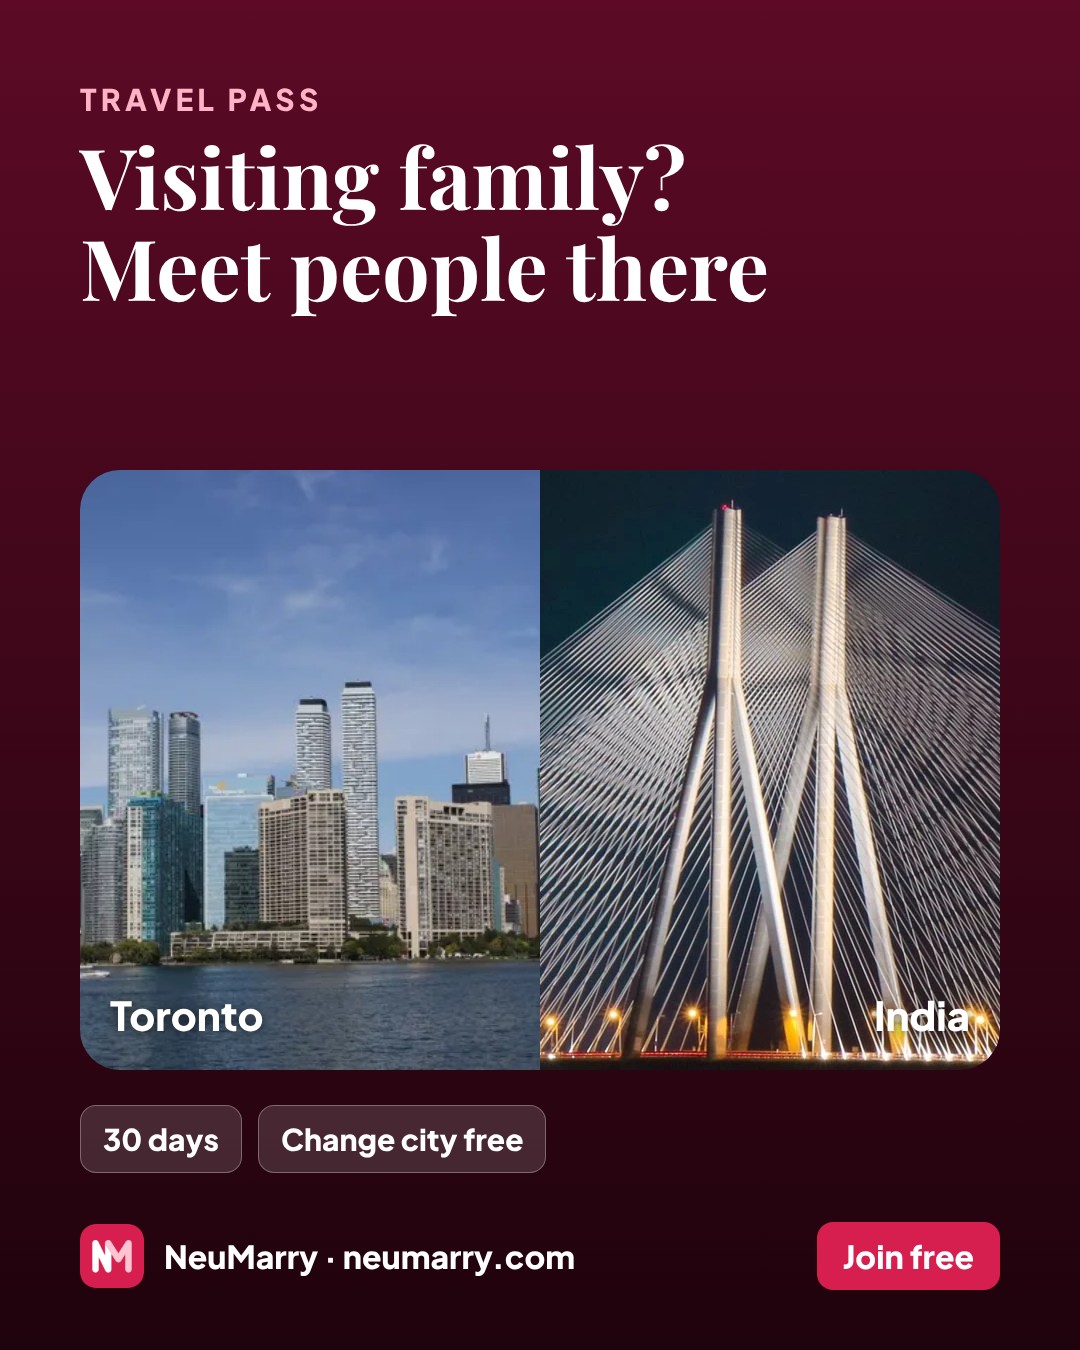 TRAVEL PASS
Visiting family?
Meet people there
Toronto
India
30 days
Change city free
NM
NeuMarry · neumarry.com
Join free